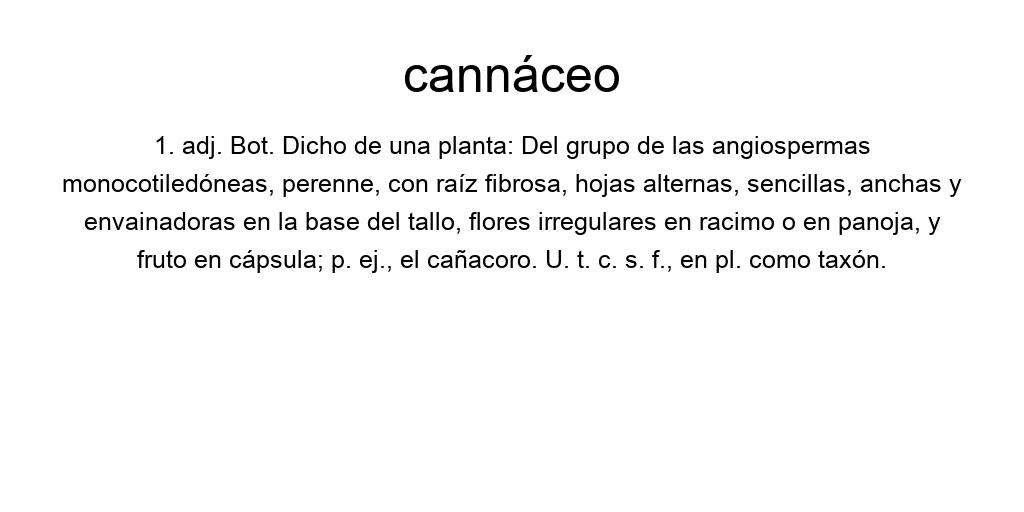 cannáceo
1. adj. Bot. Dicho de una planta: Del grupo de las angiospermas
monocotiledóneas, perenne, con raíz fibrosa, hojas alternas, sencillas, anchas y
envainadoras en la base del tallo, flores irregulares en racimo o en panoja, y
fruto en cápsula; p. ej., el cañacoro. U. t. c. s. f., en pl. como taxón.